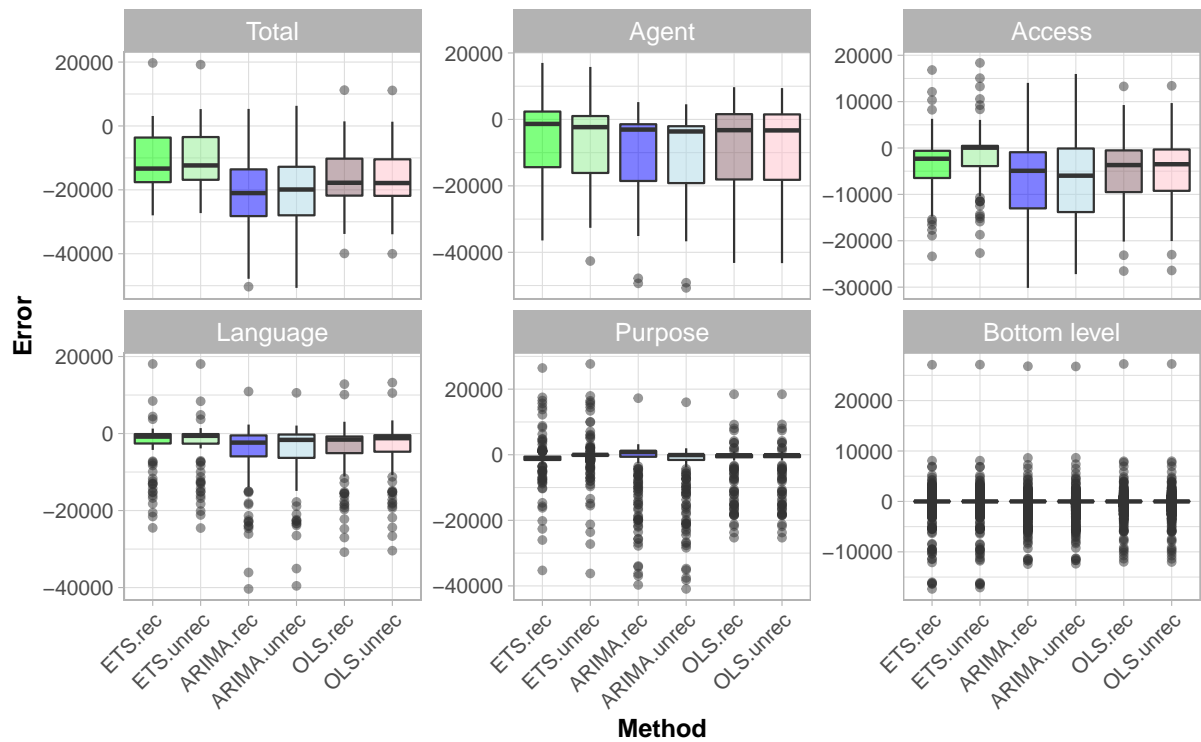 Total
Agent
Access
20000
0
−20000
−40000
20000
0
−20000
−40000
20000
10000
0
−10000
−20000
−30000
Language
Purpose
Bottom level
20000
0
−20000
−40000
20000
0
−20000
−40000
20000
10000
0
−10000
ETS.rec
ETS.unrec
ARIMA.rec
ARIMA.unrec
OLS.rec
OLS.unrec
ETS.rec
ETS.unrec
ARIMA.rec
ARIMA.unrec
OLS.rec
OLS.unrec
ETS.rec
ETS.unrec
ARIMA.rec
ARIMA.unrec
OLS.rec
OLS.unrec
Error
Method